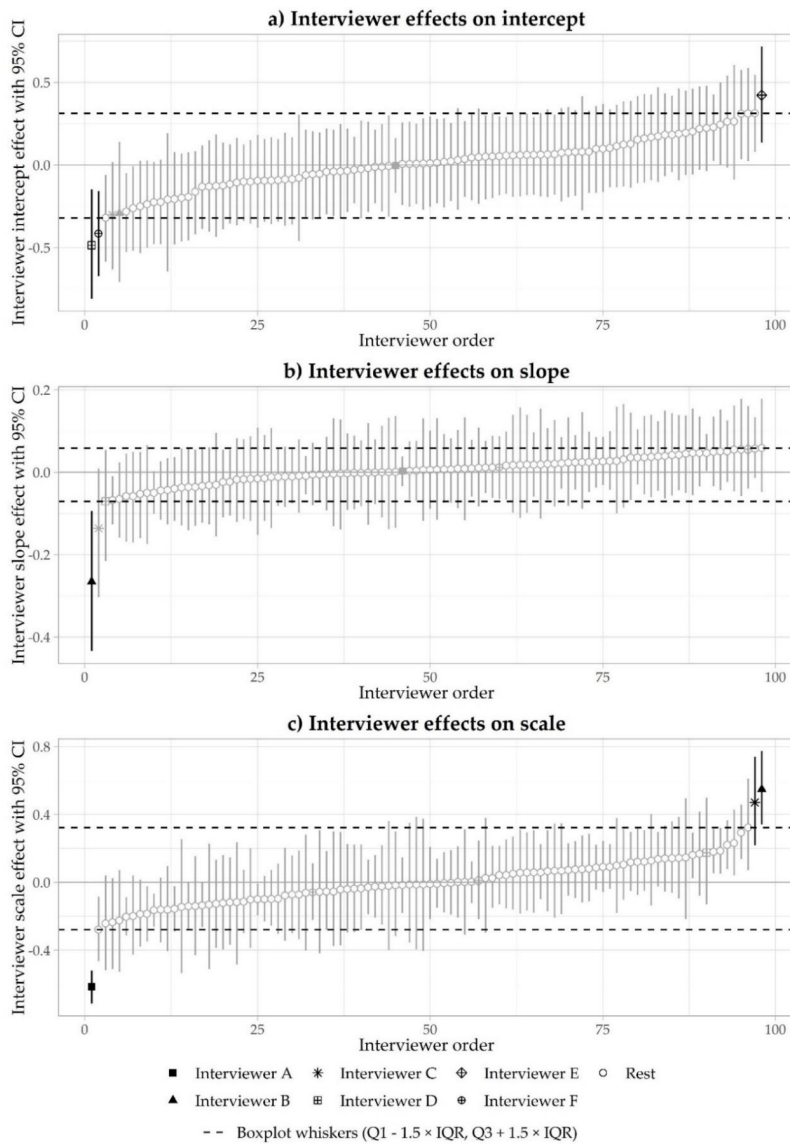 a) Interviewer effects on intercept
Interviewer intercept effect with 95% CI
0.5
0.0
-0.5
0
25
50
75
100
Interviewer order
b) Interviewer effects on slope
Interviewer slope effect with 95% CI
0.2
0.0
-0.2
-0.4
0
25
50
75
100
Interviewer order
c) Interviewer effects on scale
Interviewer scale effect with 95% CI
0.8
0.4
0.0
-0.4
0
25
50
75
100
Interviewer order
Interviewer A Interviewer C Interviewer E Rest
Interviewer B Interviewer D Interviewer F
Boxplot whiskers (Q1 - 1.5 × IQR, Q3 + 1.5 × IQR)